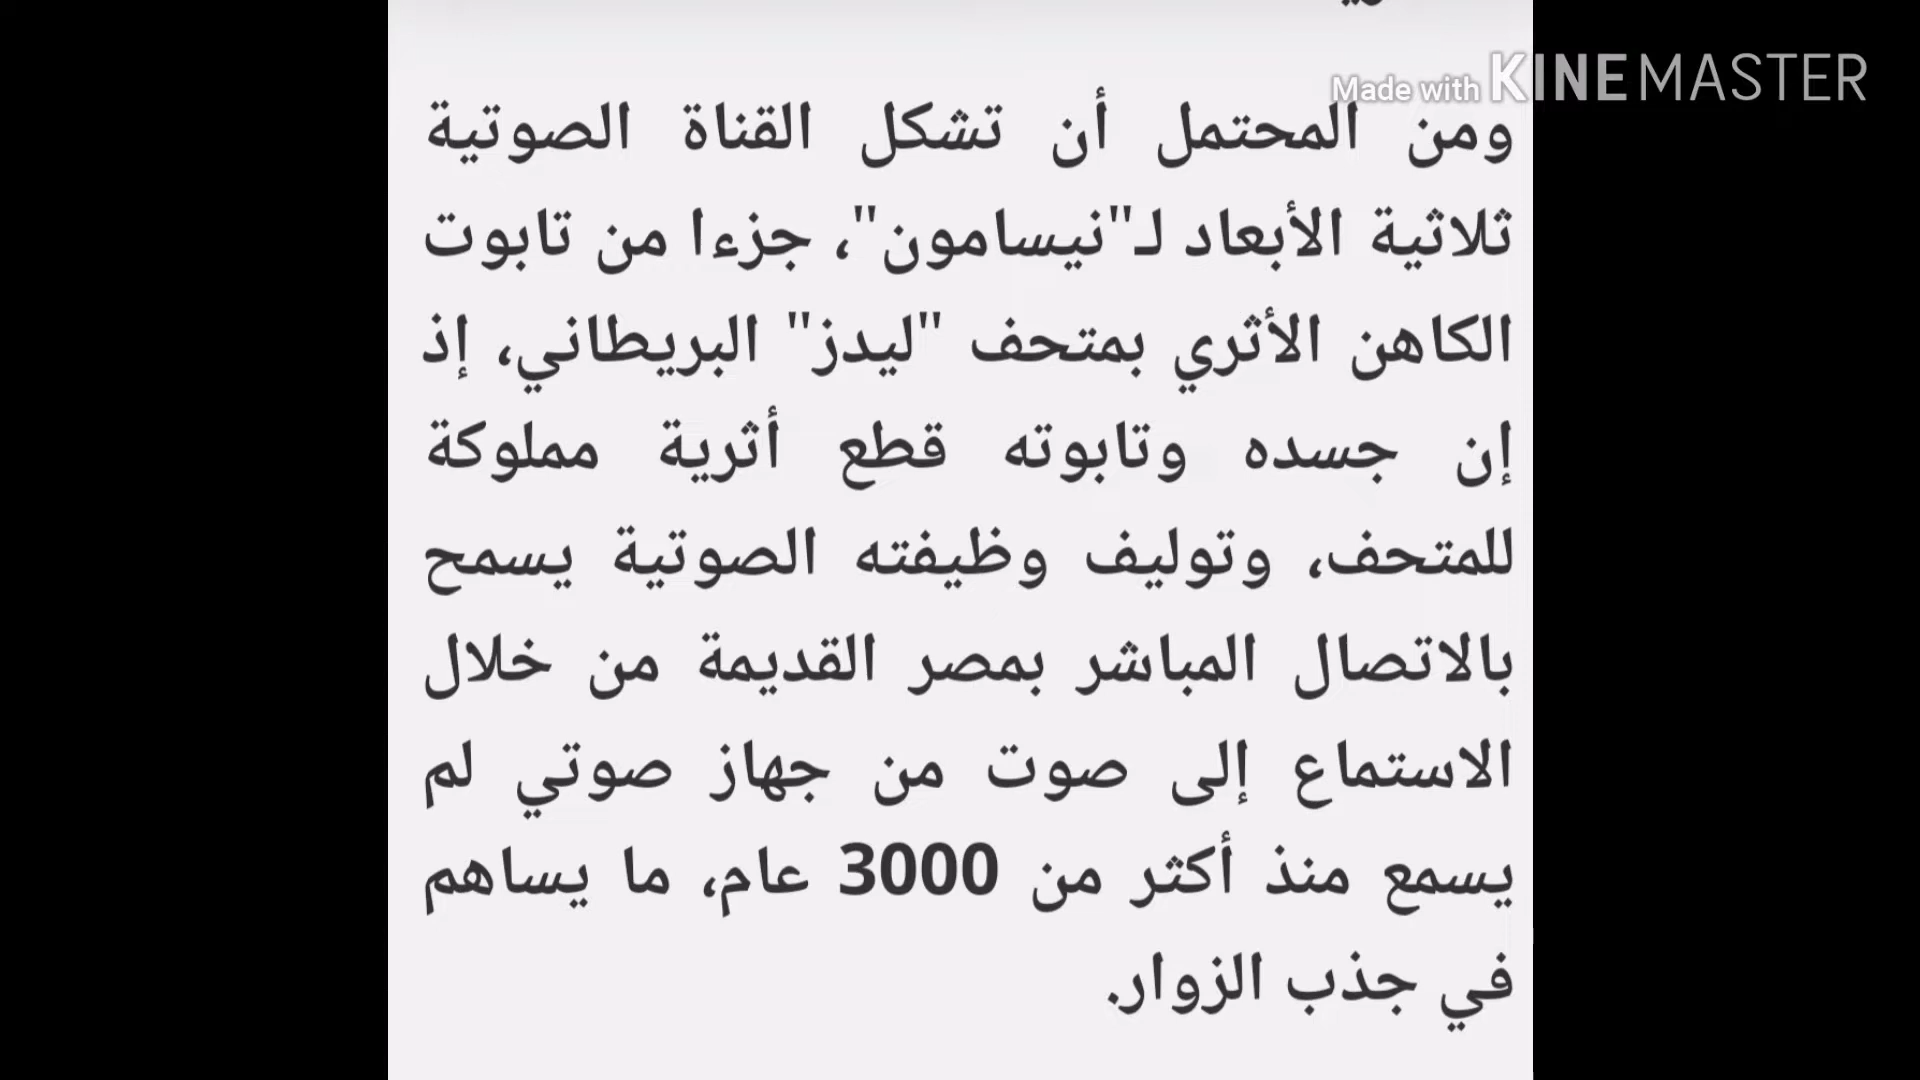 Made with KINEMASTER
ومن المحتمل أن تشكل القناة الصوتية
ثلاثية الأبعاد لـ"نيسامون"، جزءا من تابوت
الكاهن الأثري بمتحف "ليدز" البريطاني، إذ
إن جسده وتابوته قطع أثرية مملوكة
للمتحف، وتوليف وظيفته الصوتية يسمح
بالاتصال المباشر بمصر القديمة من خلال
الاستماع إلى صوت من جهاز صوتي لم
يسمع منذ أكثر من 3000 عام، ما يساهم
في جذب الزوار.